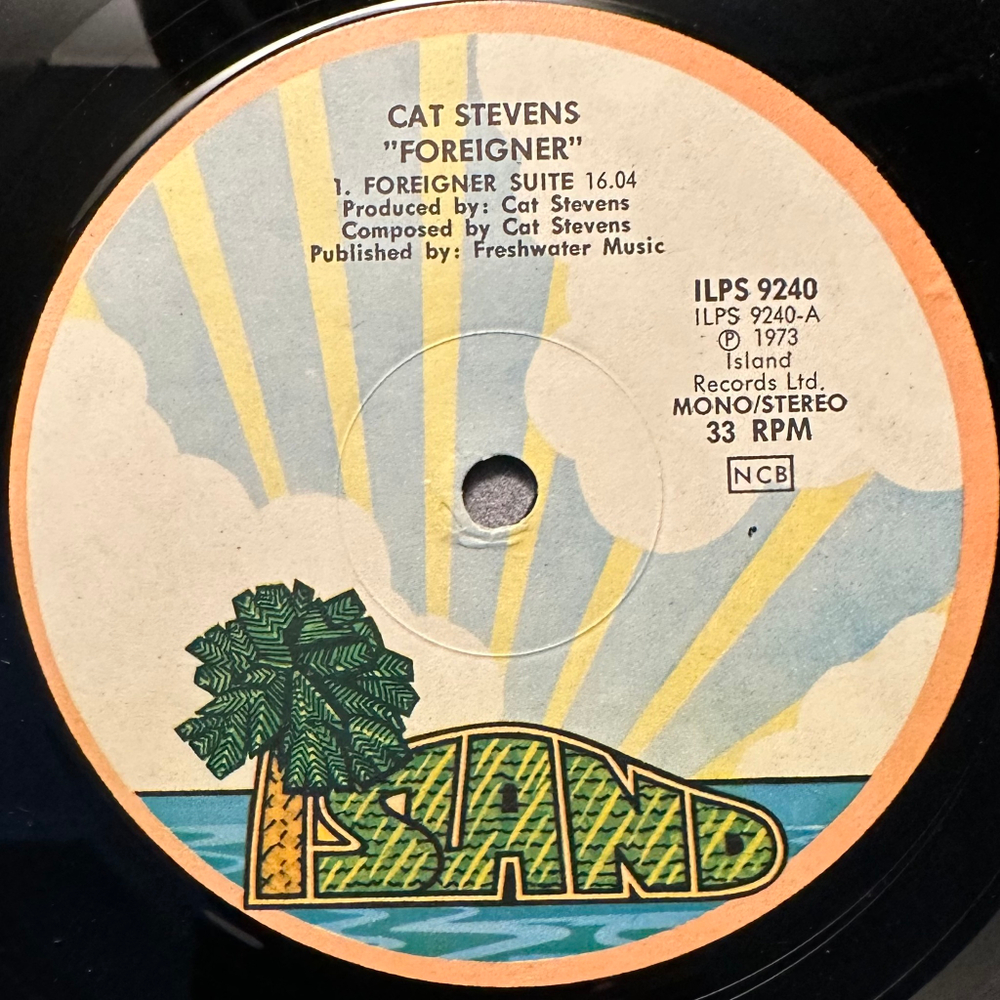 CAT STEVENS
”FOREIGNER”
1. FOREIGNER SUITE 16.04
Produced by: Cat Stevens
Composed by Cat Stevens
Published by: Freshwater Music
ILPS 9240
ILPS 9240-A
Ⓟ 1973
Island
Records Ltd.
MONO/STEREO
33 RPM
NCB
ISLAND